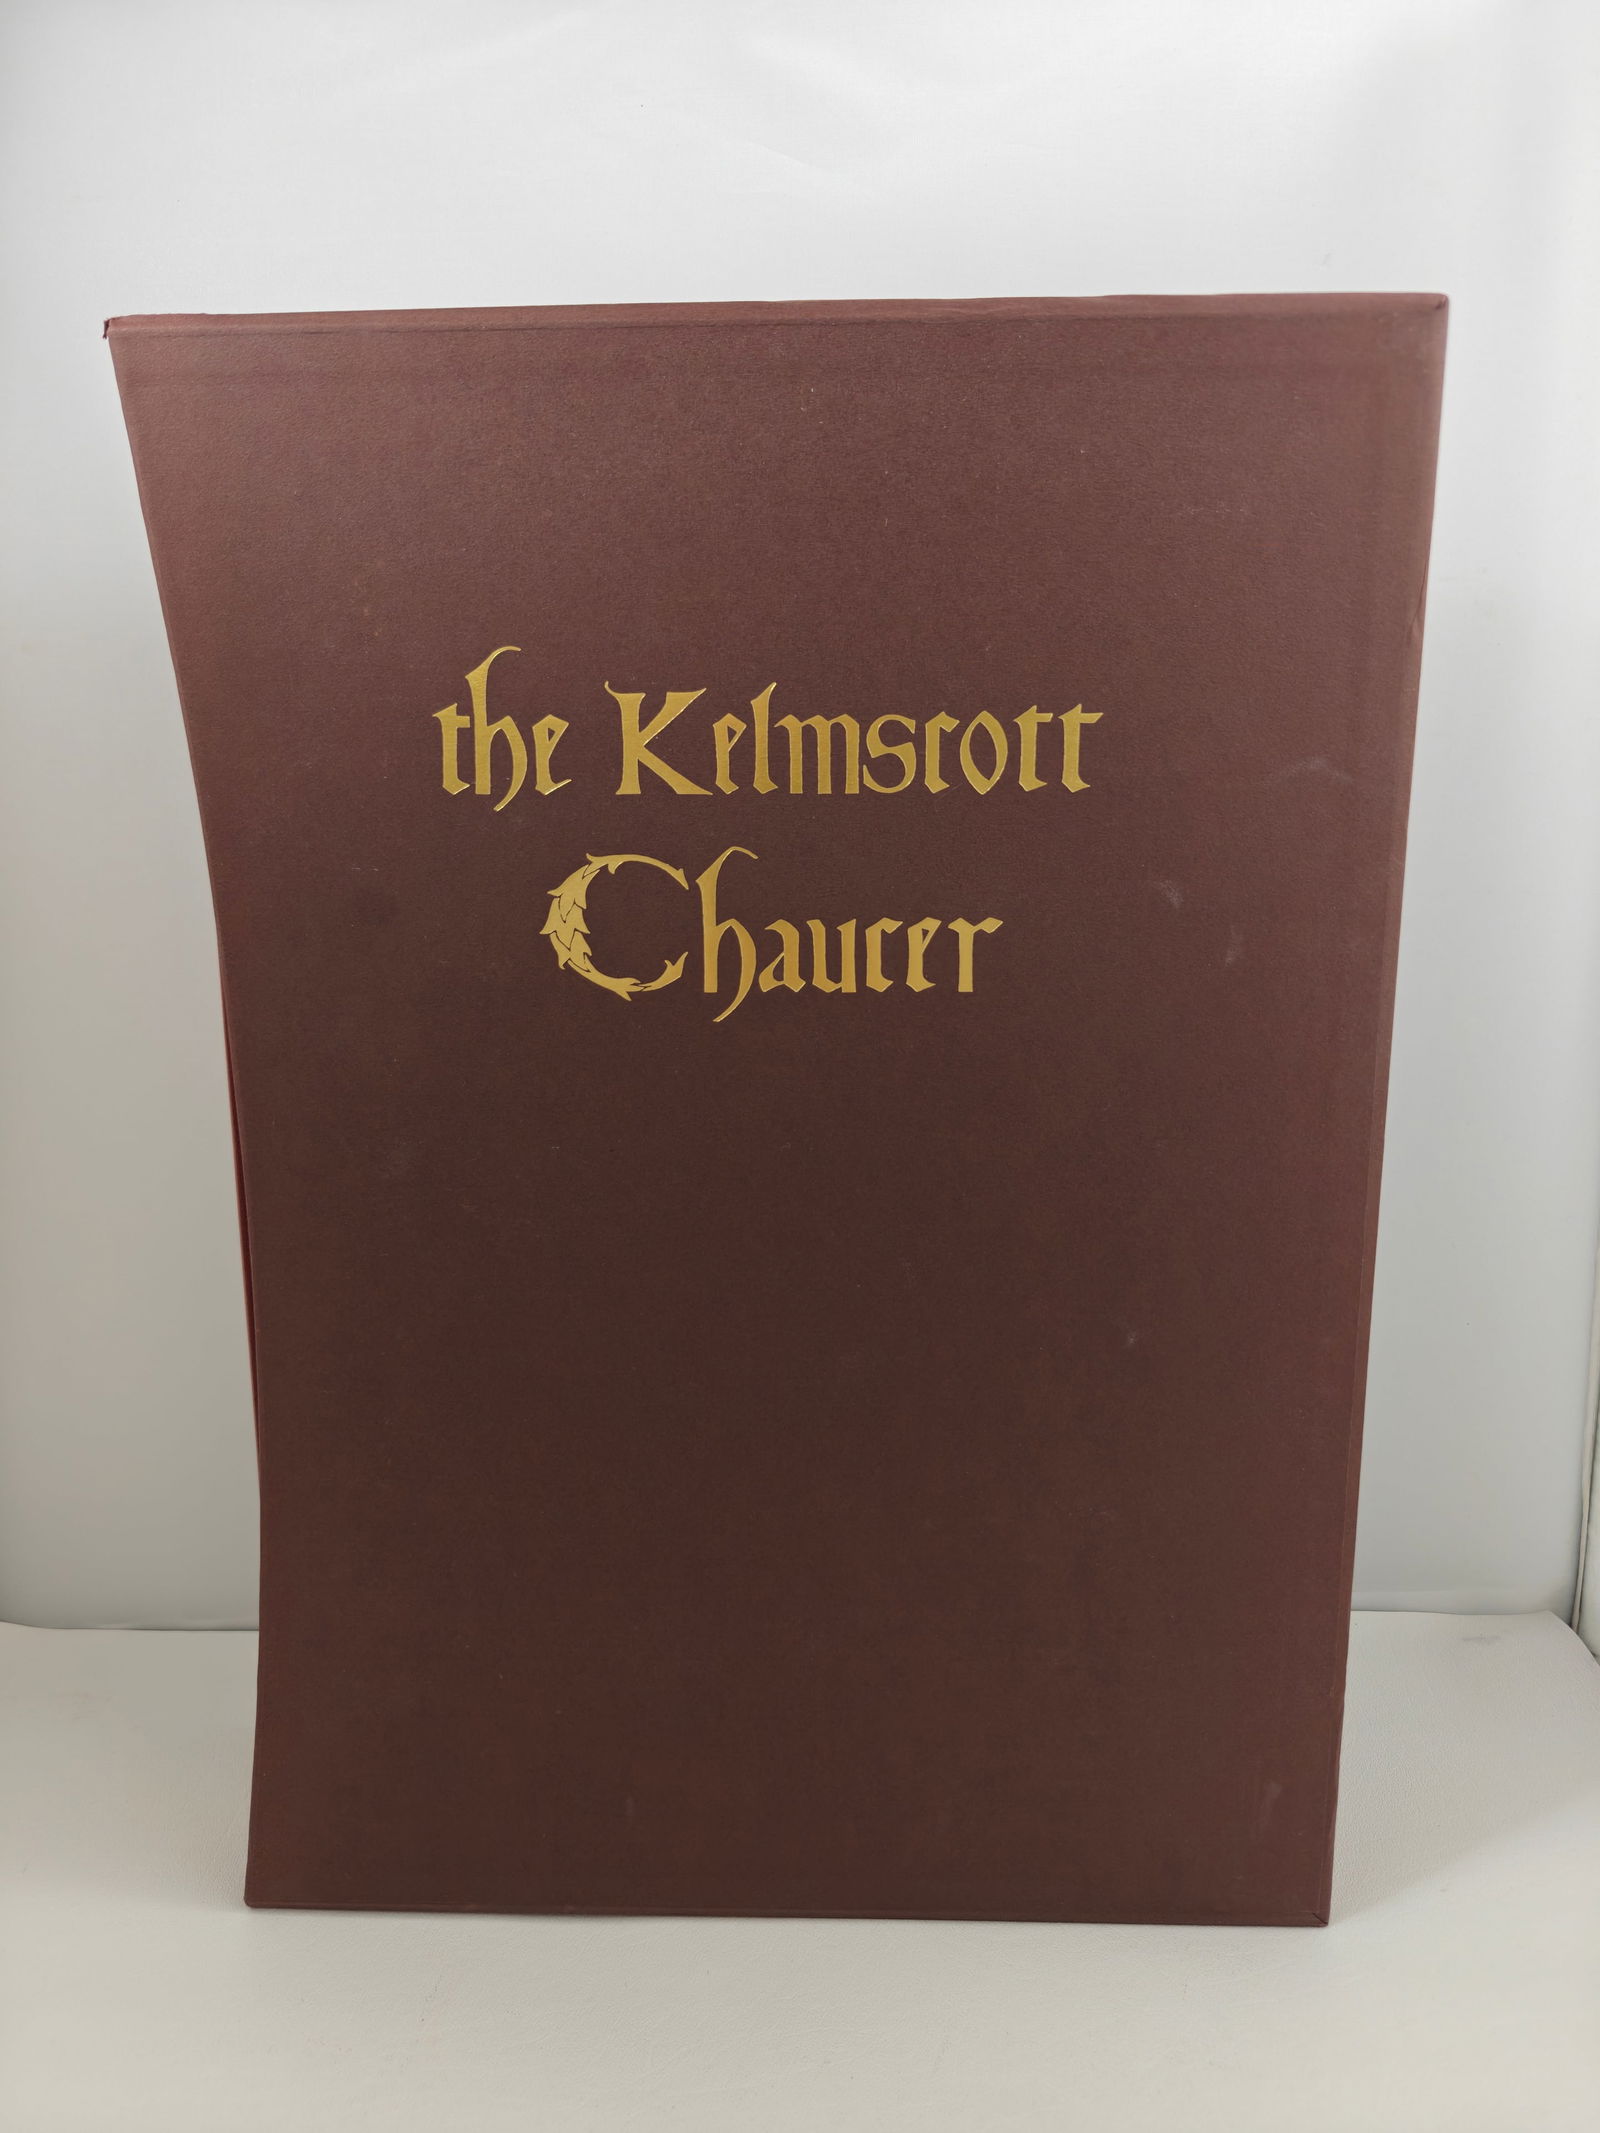 the Kelmscott
Chaucer